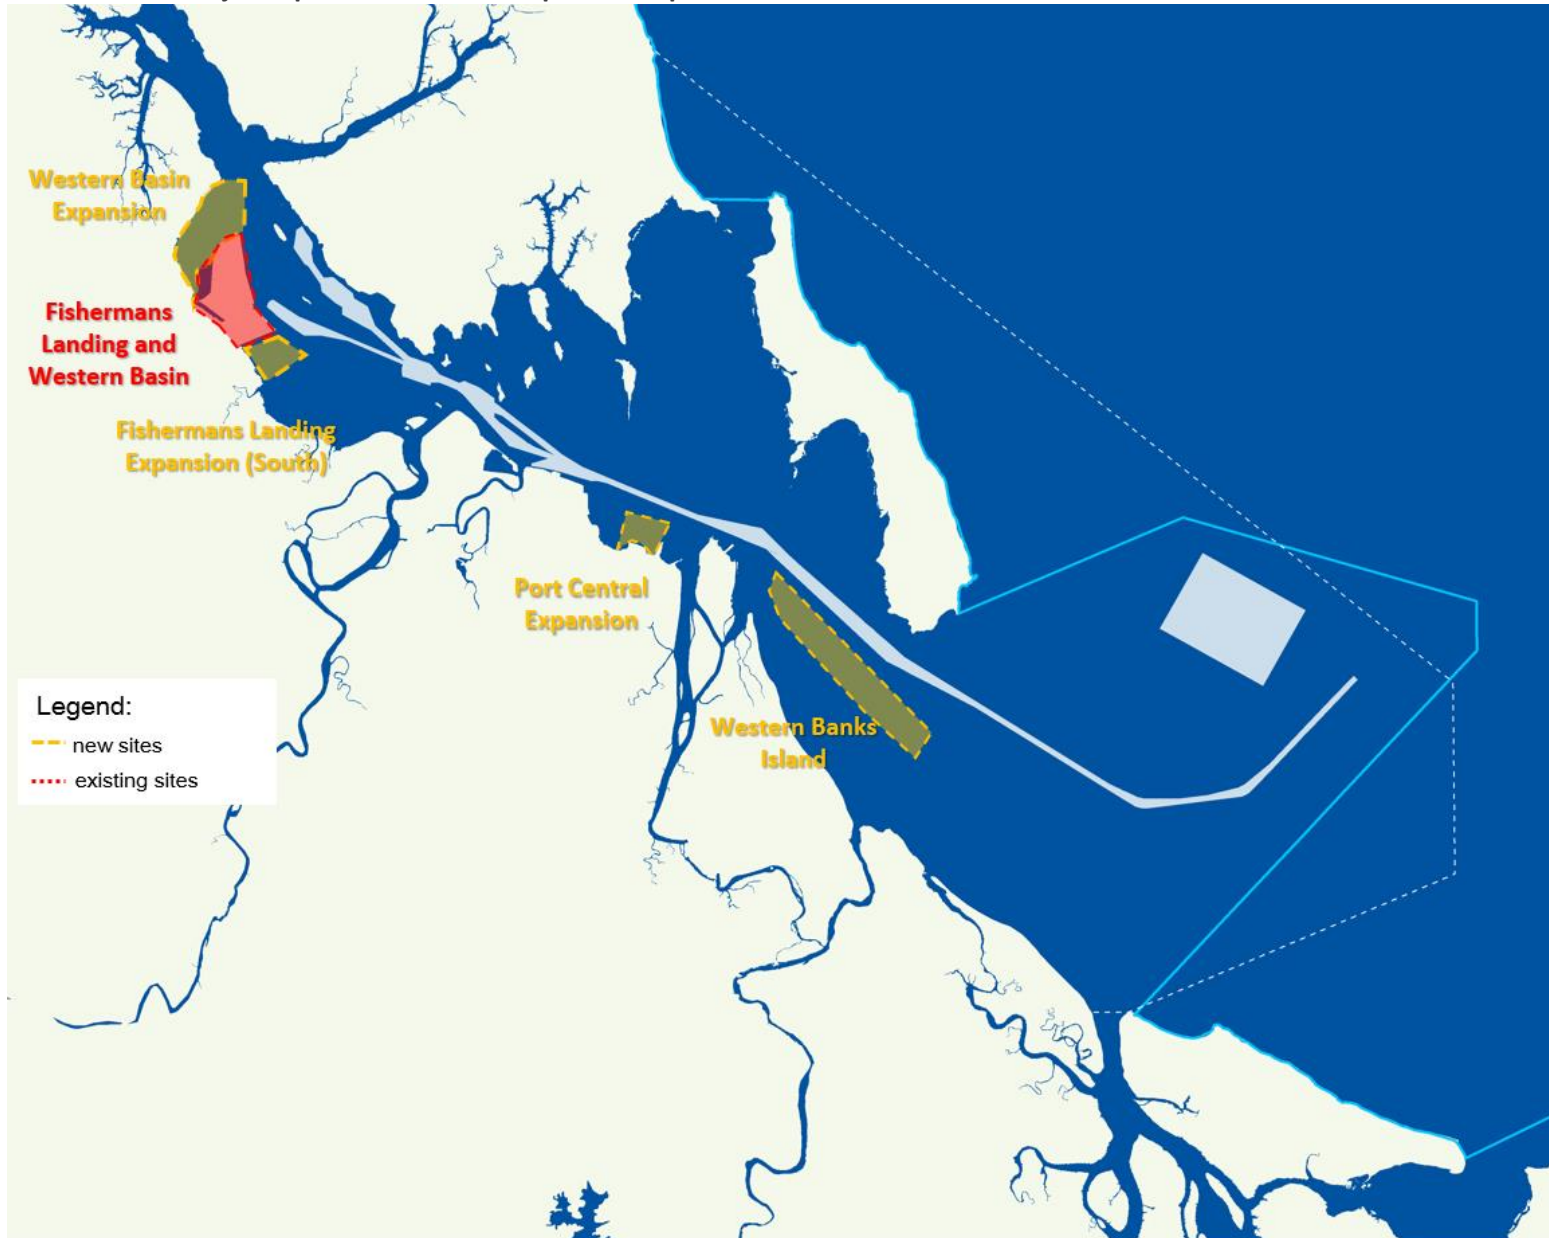 Western Basin
Expansion
Fishermans
Landing and
Western Basin
Fishermans Landing
Expansion (South)
Port Central
Expansion
Western Banks
Island
Legend:
new sites
existing sites